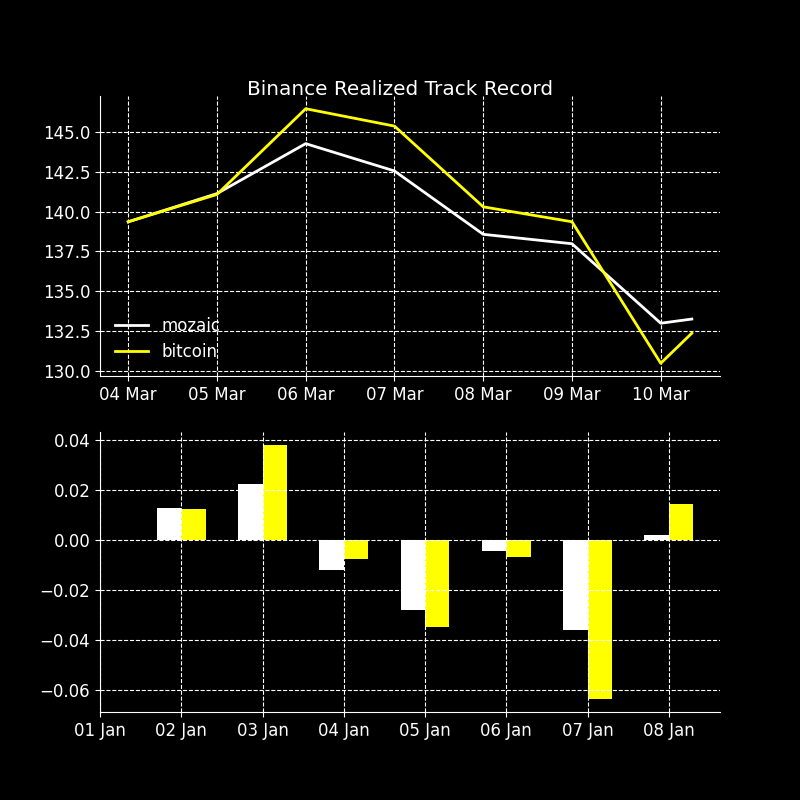 Binance Realized Track Record
145.0
142.5
140.0
137.5
135.0
132.5
130.0
mozaic
bitcoin
04 Mar 05 Mar 06 Mar 07 Mar 08 Mar 09 Mar 10 Mar
0.04
0.02
0.00
−0.02
−0.04
−0.06
01 Jan 02 Jan 03 Jan 04 Jan 05 Jan 06 Jan 07 Jan 08 Jan